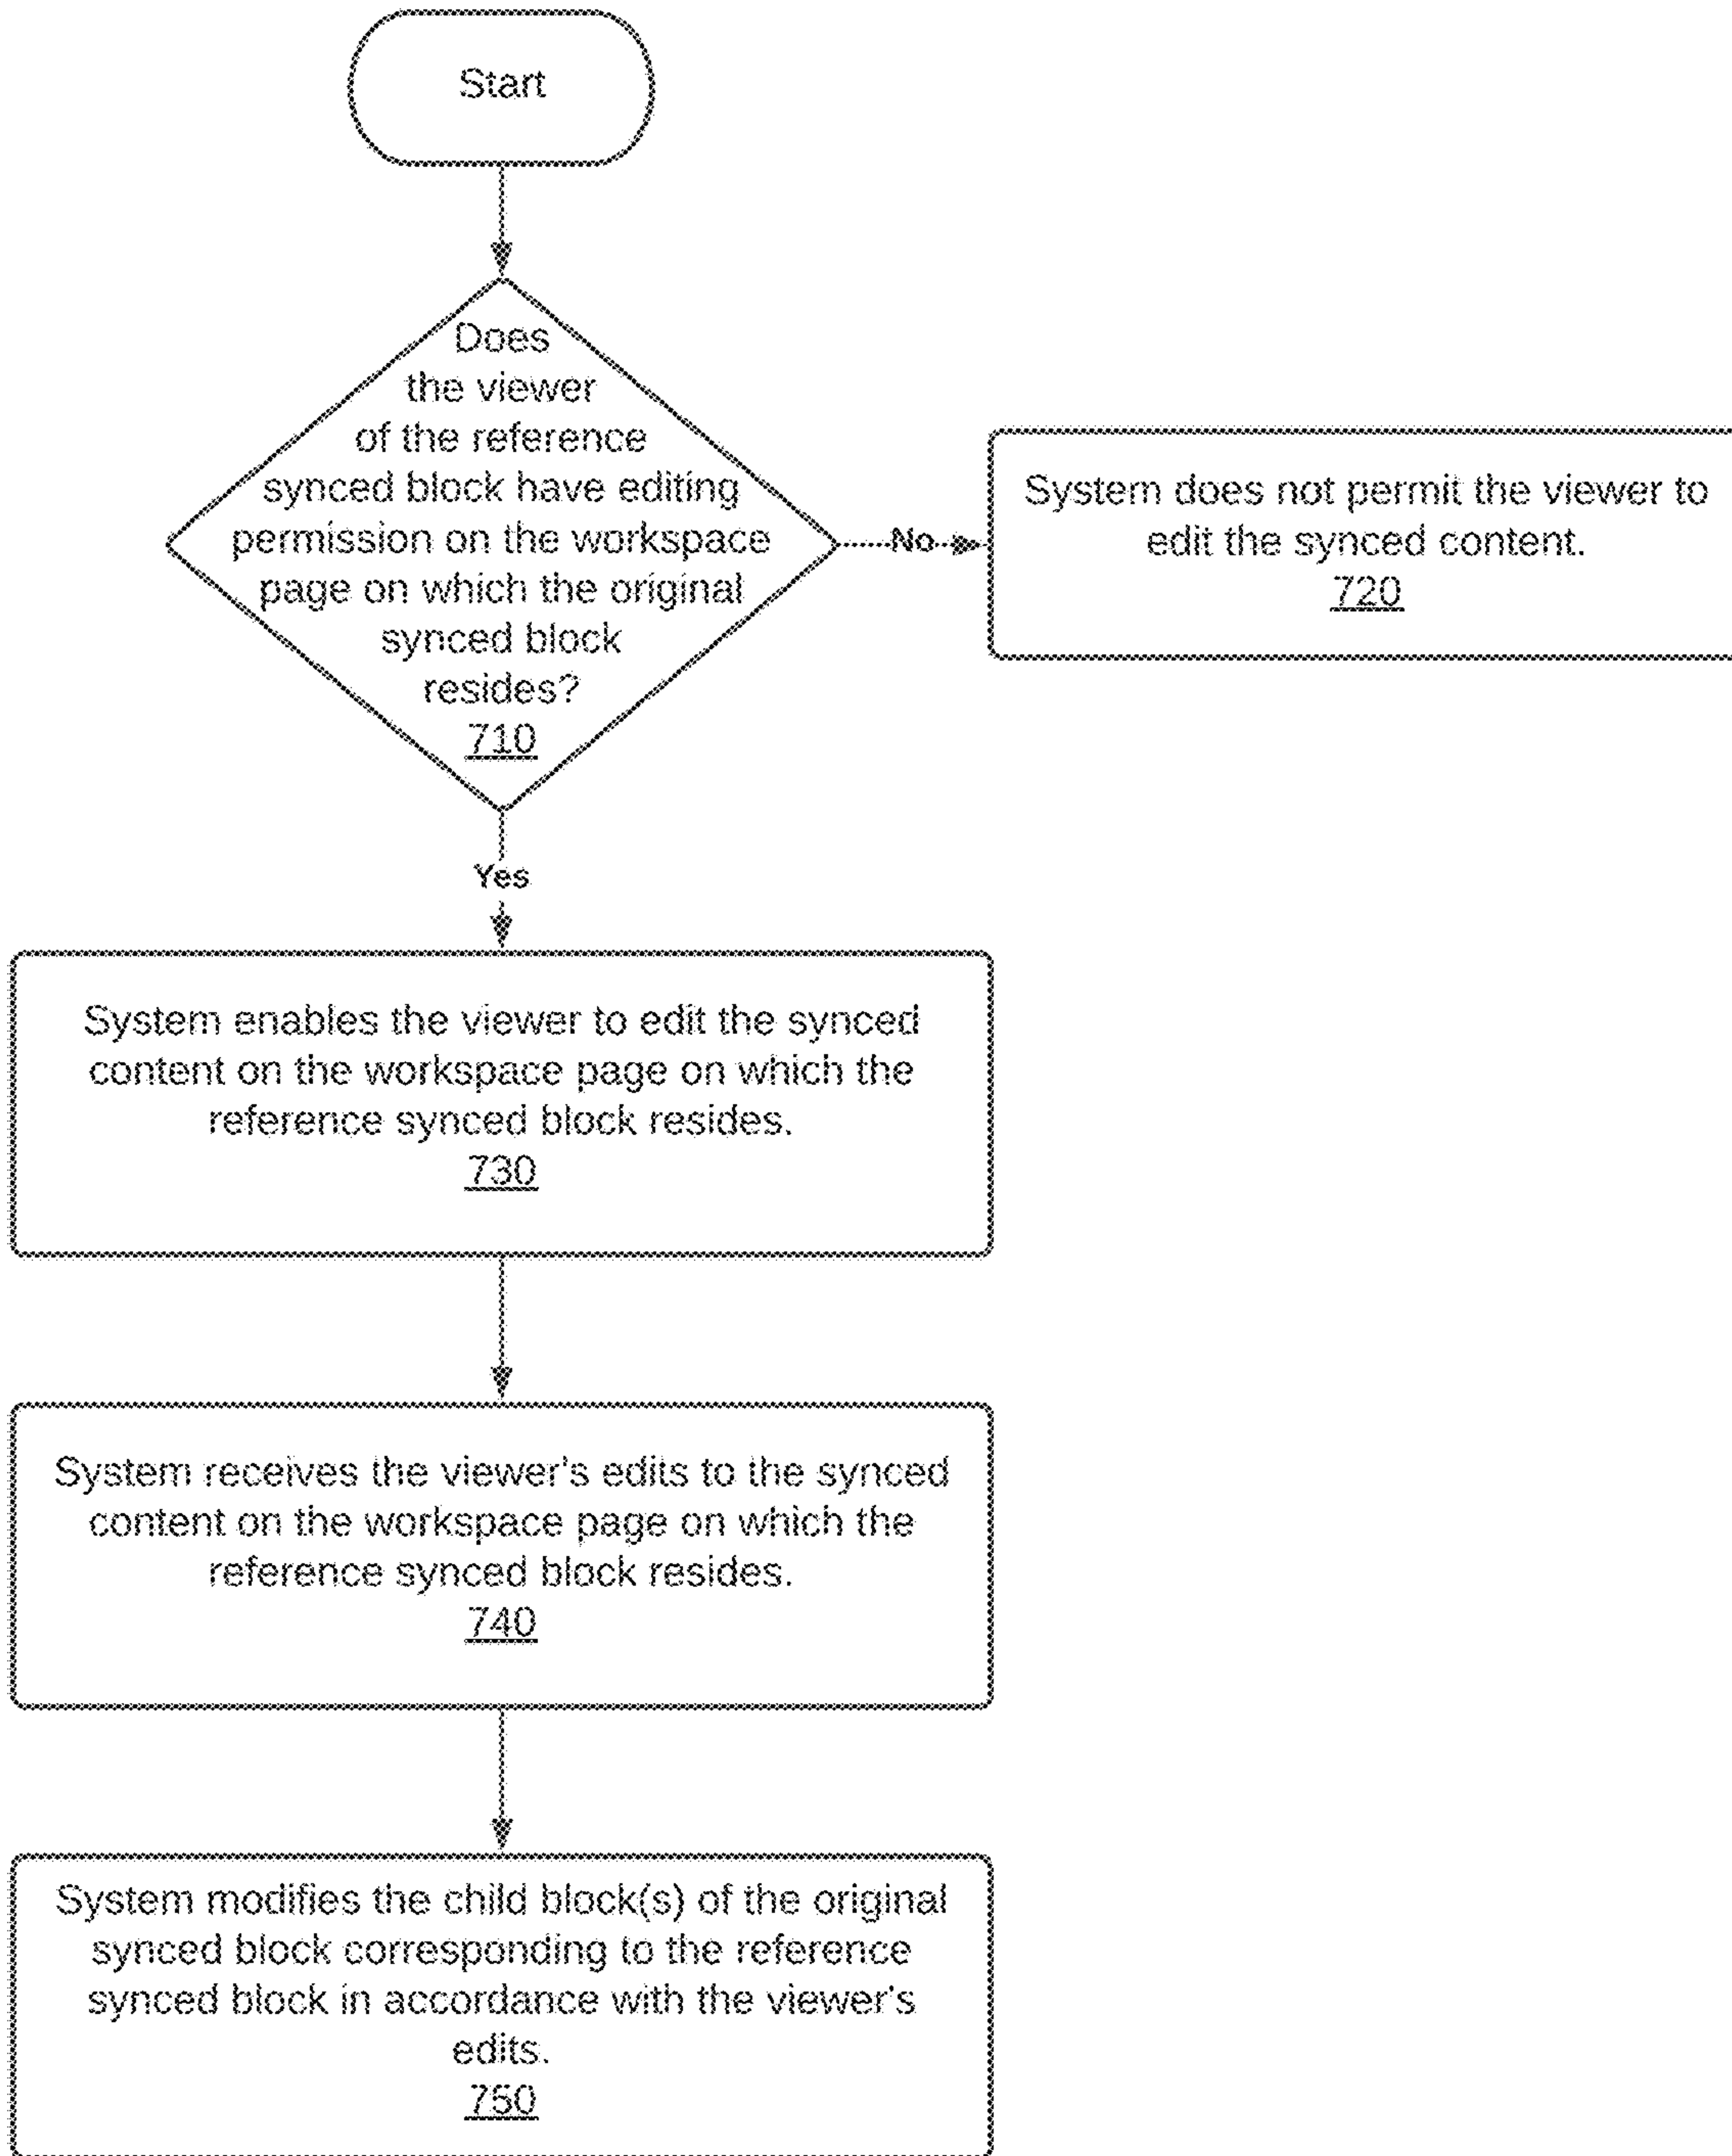 Start
Does
the viewer
of the reference
synced block have editing
permission on the workspace
page on which the original
synced block
resides?
710
No
System does not permit the viewer to
edit the synced content.
720
Yes
System enables the viewer to edit the synced
content on the workspace page on which the
reference synced block resides.
730
System receives the viewer's edits to the synced
content on the workspace page on which the
reference synced block resides.
740
System modifies the child block(s) of the original
synced block corresponding to the reference
synced block in accordance with the viewer's
edits.
750